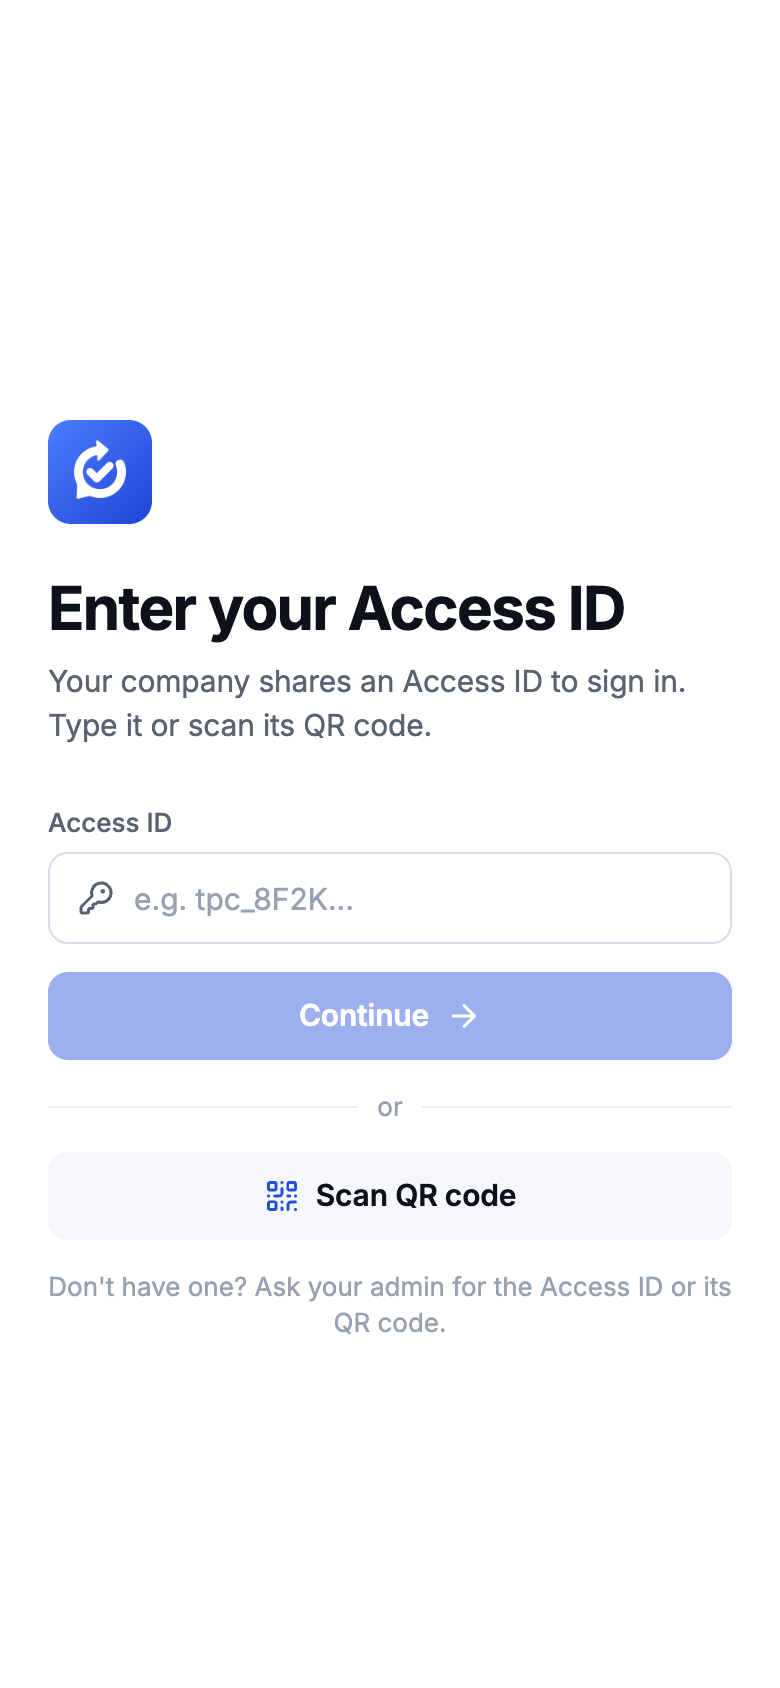 Enter your Access ID
Your company shares an Access ID to sign in.
Type it or scan its QR code.
Access ID
e.g. tpc_8F2K...
Continue
or
Scan QR code
Don't have one? Ask your admin for the Access ID or its
QR code.